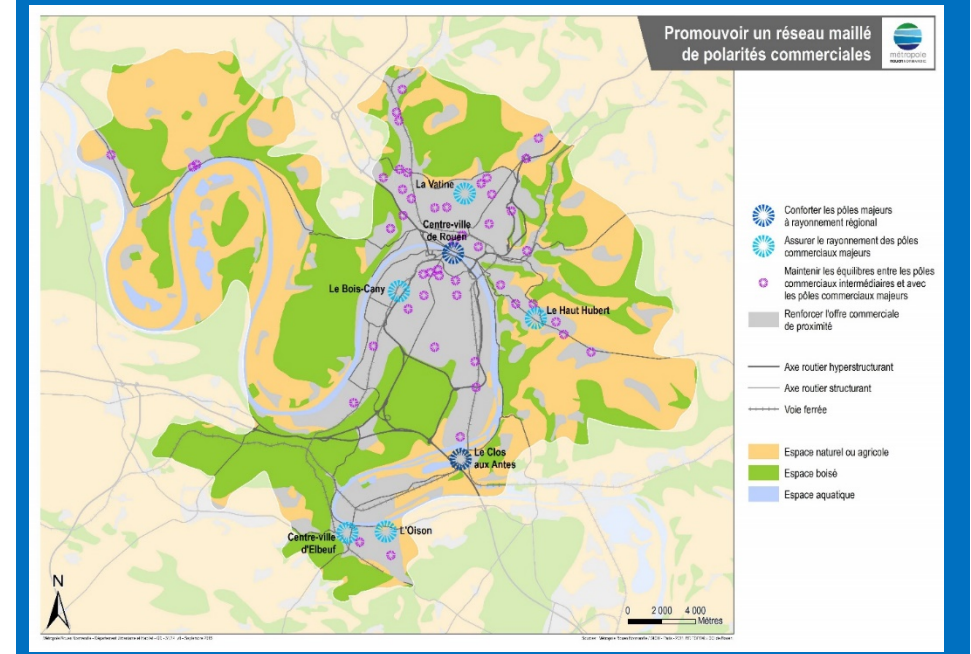 Promouvoir un réseau maillé
de polarités commerciales
métropole
ROUEN NORMANDIE
La Vatine
Centre-ville
de Rouen
Le Bois-Cany
Le Haut Hubert
Le Clos
aux Antes
L'Oison
Centre-ville
d'Elbeuf
Conforter les pôles majeurs
à rayonnement régional
Assurer le rayonnement des pôles
commerciaux majeurs
Maintenir les équilibres entre les pôles
commerciaux intermédiaires et avec
les pôles commerciaux majeurs
Renforcer l'offre commerciale
de proximité
Axe routier hyperstructurant
Axe routier structurant
Voie ferrée
Espace naturel ou agricole
Espace boisé
Espace aquatique
N
0 2 000 4 000
Mètres